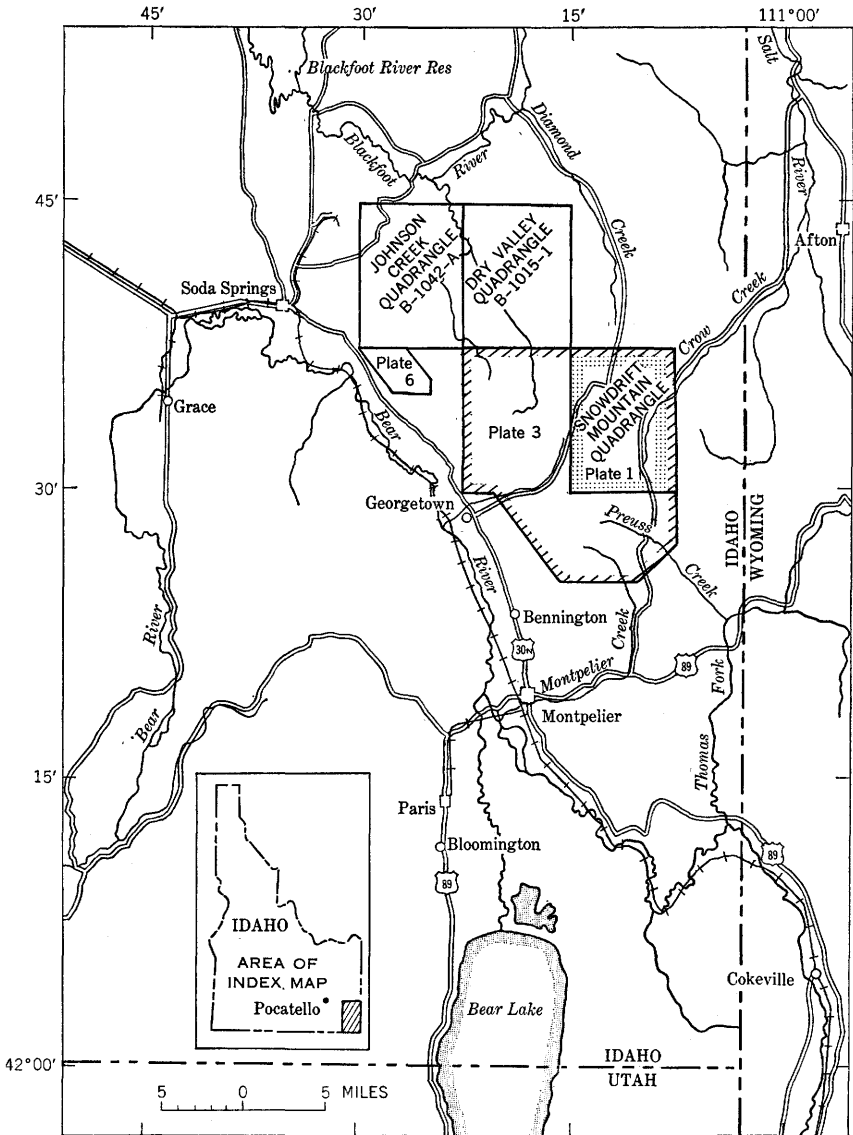 45'
30'
15'
111°00'
Salt
River
Blackfoot River Res
Blackfoot
River
Diamond
Creek
45'
Afton
JOHNSON
CREEK
QUADRANGLE
B-1042-A
DRY VALLEY
QUADRANGLE
B-1015-1
Soda Springs
Crow
Creek
Plate
6
Grace
Bear
Plate 3
SNOWDRIFT
MOUNTAIN
QUADRANGLE
Plate 1
30'
Georgetown
Preuss
Creek
IDAHO
WYOMING
River
River
Bear
Bennington
30N
Creek
Montpelier
89
Fork
Thomas
Montpelier
15'
Paris
Bloomington
89
89
IDAHO
AREA OF
INDEX MAP
Pocatello
Cokeville
Bear Lake
42°00'
IDAHO
UTAH
5
0
5
MILES